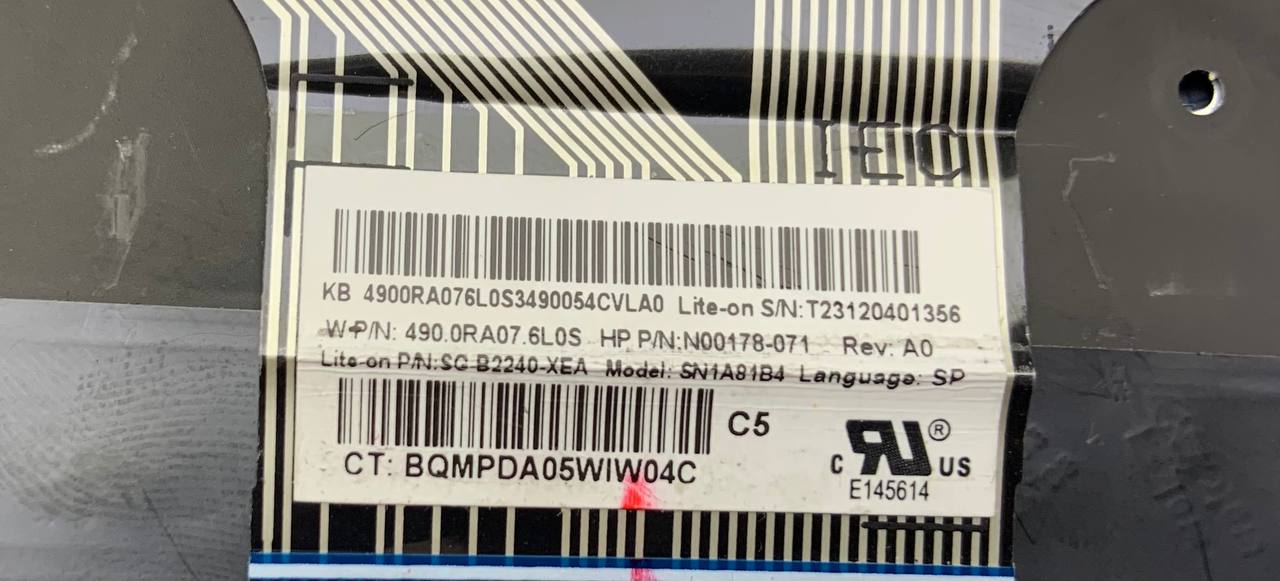 IEC
KB 4900RA076L0S3490054CVLA0 Lite-on S/N:T23120401356
W-P/N: 490.0RA07.6L0S HP P/N:N00178-071 Rev: A0
Lite-on P/N:SG-B2240-XEA Model: SN1A81B4 Language: SP
C5
CT: BQMPDA05WIW04C
C RU ® US
E145614